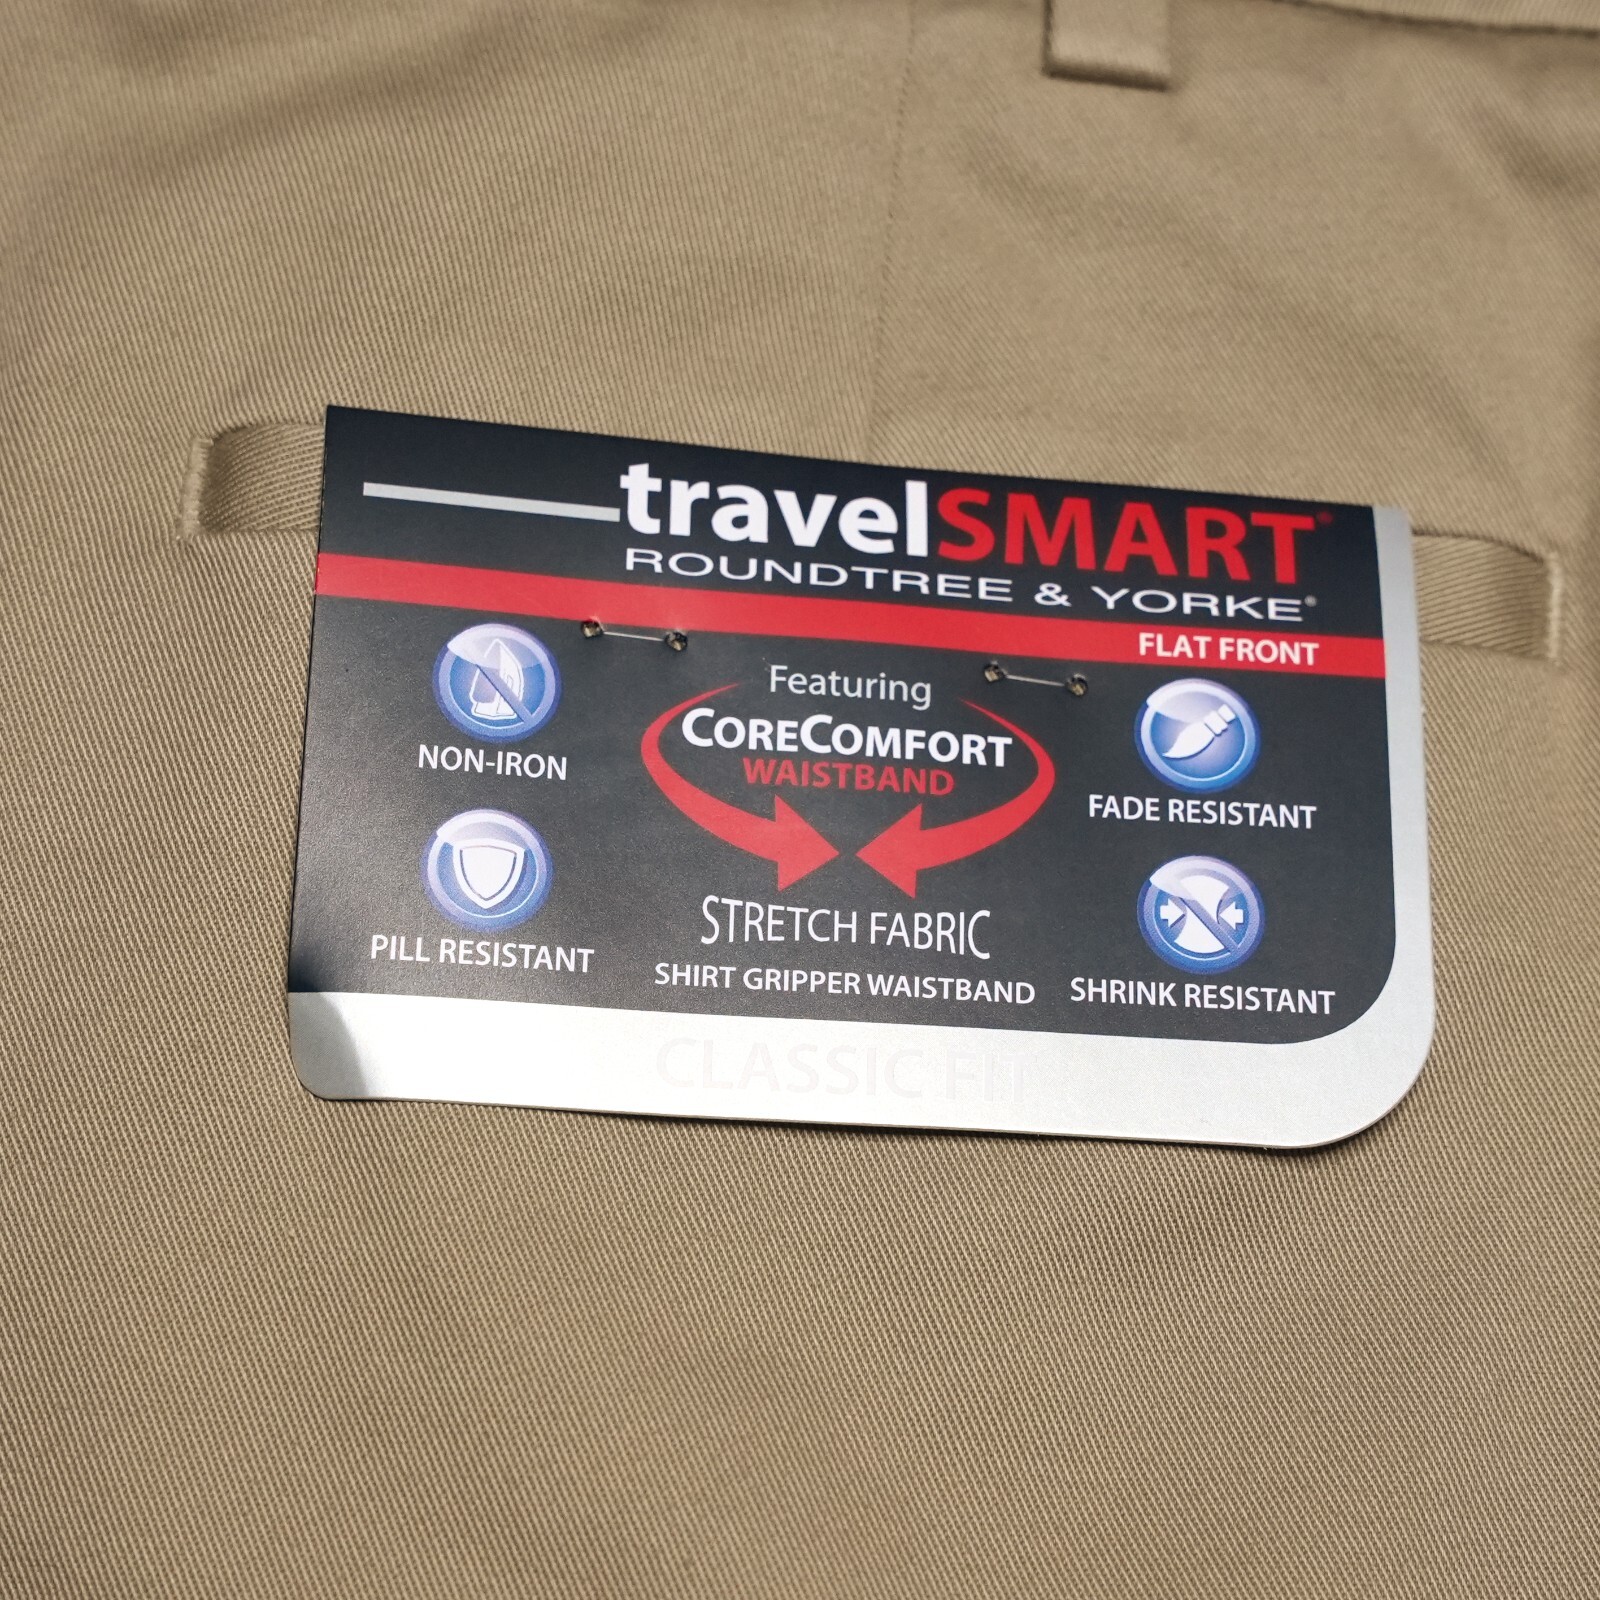 travelSMART®
ROUNDTREE & YORKE®
FLAT FRONT
Featuring
CORECOMFORT
WAISTBAND
NON-IRON
FADE RESISTANT
PILL RESISTANT
STRETCH FABRIC
SHIRT GRIPPER WAISTBAND
SHRINK RESISTANT
CLASSIC FIT